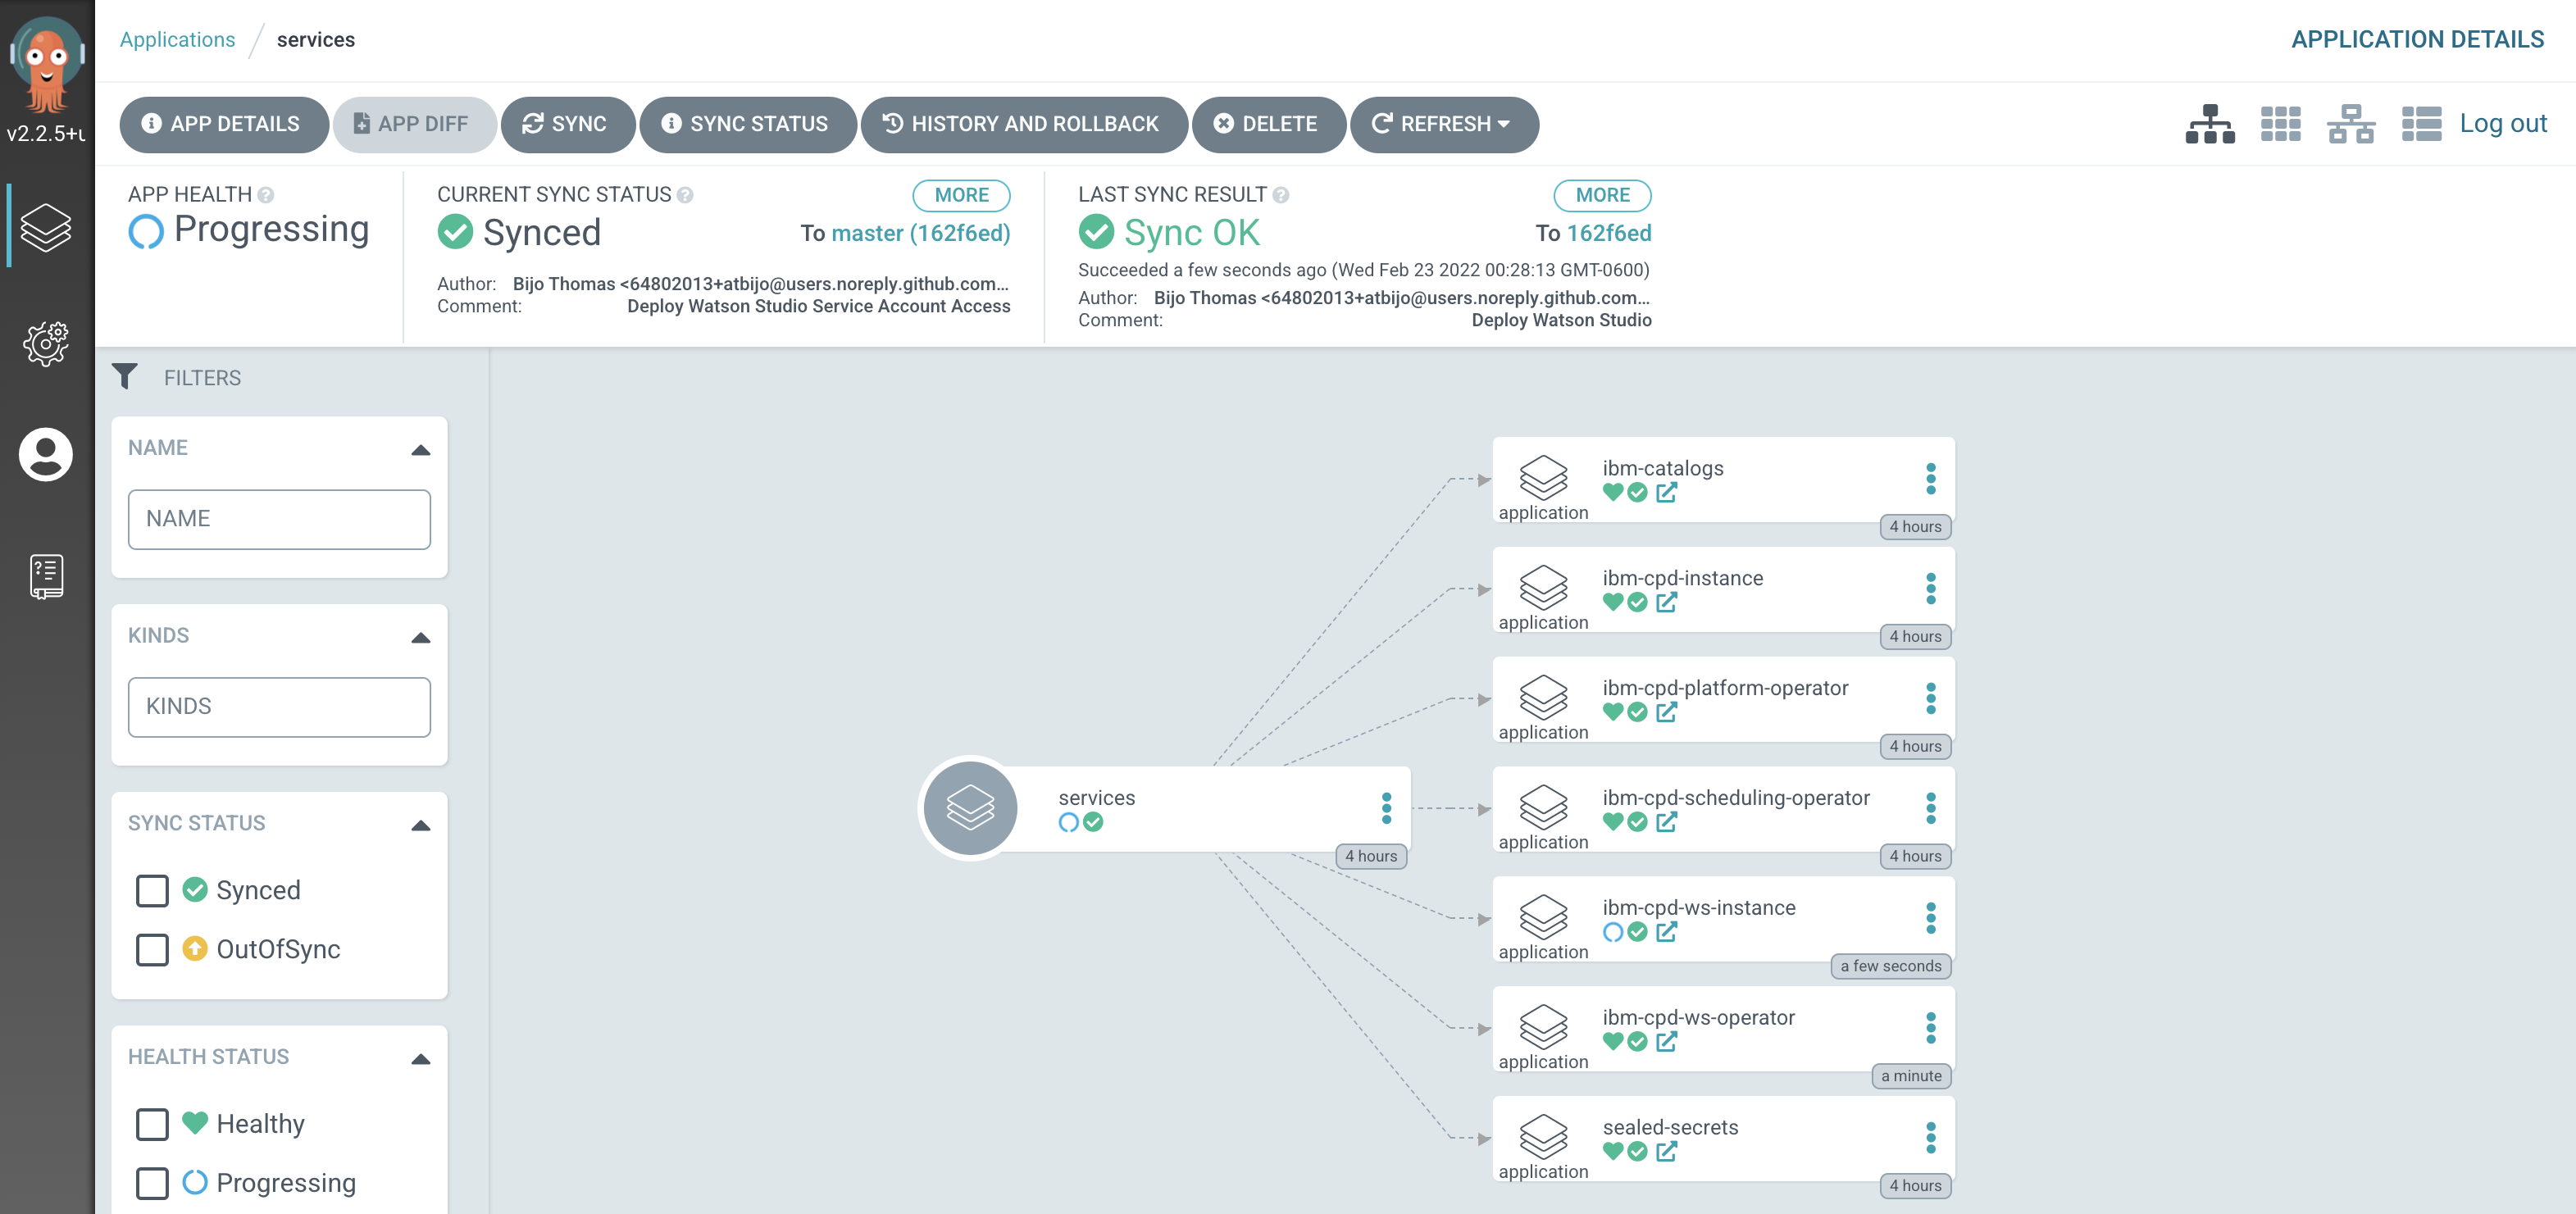 Applications / services
APPLICATION DETAILS
v2.2.5+u
APP DETAILS
APP DIFF
SYNC
SYNC STATUS
HISTORY AND ROLLBACK
DELETE
REFRESH
Log out
APP HEALTH
Progressing
CURRENT SYNC STATUS
MORE
Synced
To master (162f6ed)
Author: Bijo Thomas <64802013+atbijo@users.noreply.github.com...
Comment: Deploy Watson Studio Service Account Access
LAST SYNC RESULT
MORE
Sync OK
To 162f6ed
Succeeded a few seconds ago (Wed Feb 23 2022 00:28:13 GMT-0600)
Author: Bijo Thomas <64802013+atbijo@users.noreply.github.com...
Comment: Deploy Watson Studio
FILTERS
NAME
NAME
KINDS
KINDS
SYNC STATUS
Synced
OutOfSync
HEALTH STATUS
Healthy
Progressing
services
4 hours
ibm-catalogs
application
4 hours
ibm-cpd-instance
application
4 hours
ibm-cpd-platform-operator
application
4 hours
ibm-cpd-scheduling-operator
application
4 hours
ibm-cpd-ws-instance
application
a few seconds
ibm-cpd-ws-operator
application
a minute
sealed-secrets
application
4 hours